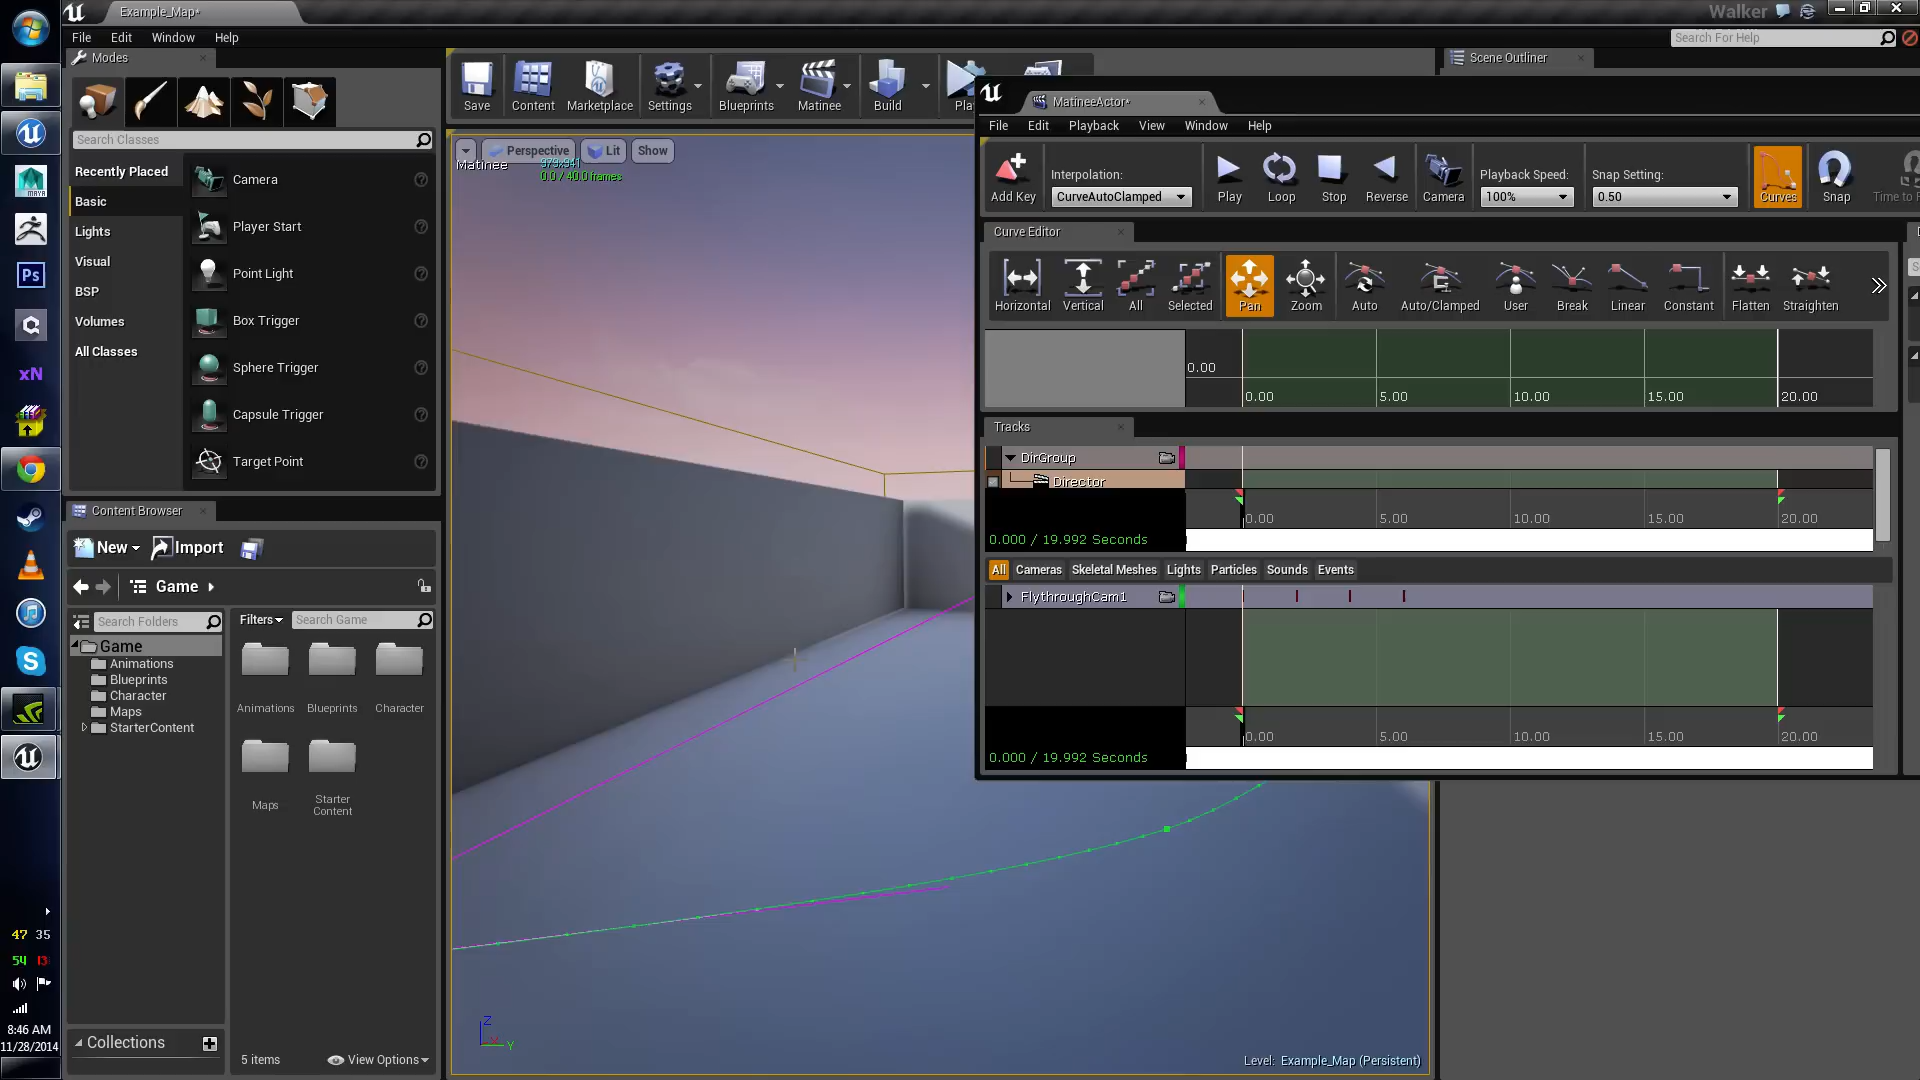 Example_Map*
Walker
File Edit Window Help
Search For Help
Modes
Scene Outliner
Save Content Marketplace Settings Blueprints Matinee Build
MatineeActor*
File Edit Playback View Window Help
Search Classes
Perspective Lit Show
Matinee 979x941
0.0 / 40.0 frames
Recently Placed
Basic
Lights
Visual
BSP
Volumes
All Classes
Camera
Player Start
Point Light
Box Trigger
Sphere Trigger
Capsule Trigger
Target Point
Add Key
Interpolation:
CurveAutoClamped
Play Loop Stop Reverse Camera
Playback Speed:
100%
Snap Setting:
0.50
Curves Snap
Curve Editor
Horizontal Vertical All Selected Pan Zoom Auto Auto/Clamped User Break Linear Constant Flatten Straighten
0.00
0.00 5.00 10.00 15.00 20.00
Tracks
DirGroup
Director
0.00 5.00 10.00 15.00 20.00
0.000 / 19.992 Seconds
All Cameras Skeletal Meshes Lights Particles Sounds Events
FlythroughCam1
0.00 5.00 10.00 15.00 20.00
0.000 / 19.992 Seconds
Content Browser
New Import
Game
Search Folders
Filters Search Game
Game
Animations
Blueprints
Character
Maps
StarterContent
Animations Blueprints Character
Maps Starter
Content
Collections
5 items View Options
Z
Y
Level: Example_Map (Persistent)
MAYA
Ps
xN
47 35
54 13
8:46 AM
11/28/2014